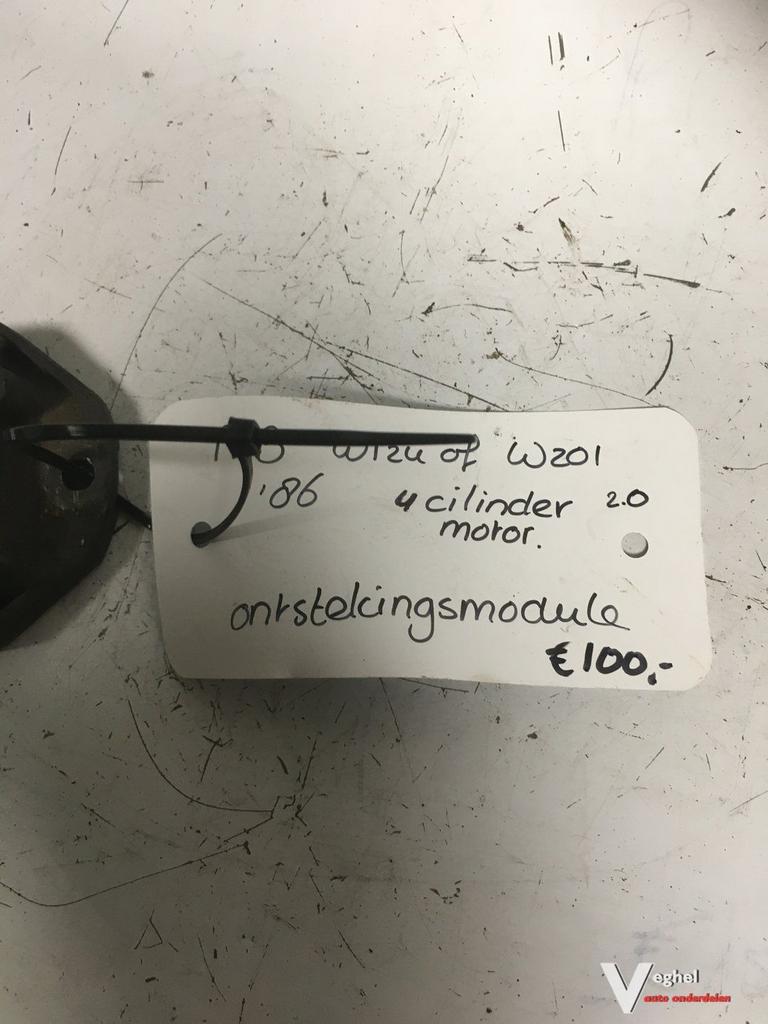 W124 of W201
'86 4 cilinder 2.0
motor.
ontstekingsmodule
€100,-
Veghel
auto onderdelen